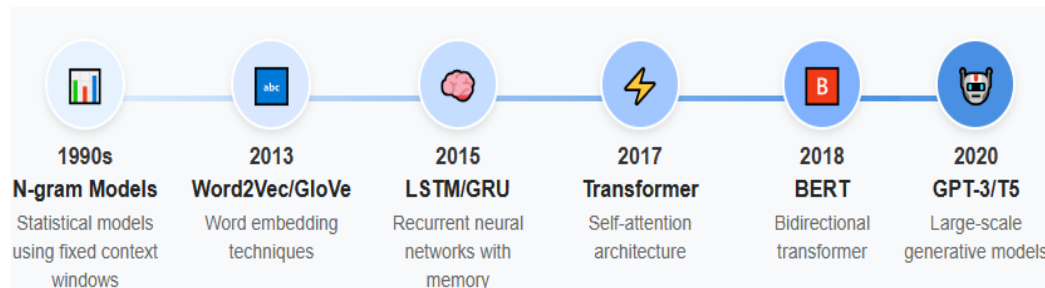 abc
B
1990s
N-gram Models
Statistical models
using fixed context
windows
2013
Word2Vec/GloVe
Word embedding
techniques
2015
LSTM/GRU
Recurrent neural
networks with
memory
2017
Transformer
Self-attention
architecture
2018
BERT
Bidirectional
transformer
2020
GPT-3/T5
Large-scale
generative models